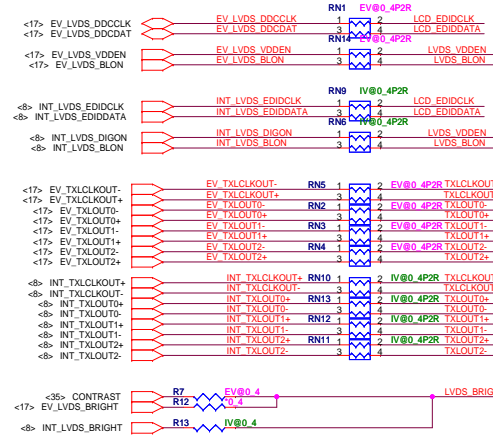 RN1 EV@0_4P2R
<17> EV_LVDS_DDCCLK EV_LVDS_DDCCLK 1 2 LCD_EDIDCLK
<17> EV_LVDS_DDCDAT EV_LVDS_DDCDAT 3 4 LCD_EDIDDATA
RN14 EV@0_4P2R
<17> EV_LVDS_VDDEN EV_LVDS_VDDEN 1 2 LVDS_VDDEN
<17> EV_LVDS_BLON EV_LVDS_BLON 3 4 LVDS_BLON
RN9 IV@0_4P2R
<8> INT_LVDS_EDIDCLK INT_LVDS_EDIDCLK 1 2 LCD_EDIDCLK
<8> INT_LVDS_EDIDDATA INT_LVDS_EDIDDATA 3 4 LCD_EDIDDATA
RN6 IV@0_4P2R
<8> INT_LVDS_DIGON INT_LVDS_DIGON 1 2 LVDS_VDDEN
<8> INT_LVDS_BLON INT_LVDS_BLON 3 4 LVDS_BLON
<17> EV_TXLCLKOUT- EV_TXLCLKOUT- RN5 1 2 EV@0_4P2R TXLCLKOUT
<17> EV_TXLCLKOUT+ EV_TXLCLKOUT+ 3 4 TXLCLKOUT
<17> EV_TXLOUT0- EV_TXLOUT0- RN2 1 2 EV@0_4P2R TXLOUT0-
<17> EV_TXLOUT0+ EV_TXLOUT0+ 3 4 TXLOUT0+
<17> EV_TXLOUT1- EV_TXLOUT1- RN3 1 2 EV@0_4P2R TXLOUT1-
<17> EV_TXLOUT1+ EV_TXLOUT1+ 3 4 TXLOUT1+
<17> EV_TXLOUT2- EV_TXLOUT2- RN4 1 2 EV@0_4P2R TXLOUT2-
<17> EV_TXLOUT2+ EV_TXLOUT2+ 3 4 TXLOUT2+
<8> INT_TXLCLKOUT+ INT_TXLCLKOUT+ RN10 1 2 IV@0_4P2R TXLCLKOUT
<8> INT_TXLCLKOUT- INT_TXLCLKOUT- 3 4 TXLCLKOUT
<8> INT_TXLOUT0+ INT_TXLOUT0+ RN13 1 2 IV@0_4P2R TXLOUT0+
<8> INT_TXLOUT0- INT_TXLOUT0- 3 4 TXLOUT0-
<8> INT_TXLOUT1+ INT_TXLOUT1+ RN12 1 2 IV@0_4P2R TXLOUT1+
<8> INT_TXLOUT1- INT_TXLOUT1- 3 4 TXLOUT1-
<8> INT_TXLOUT2+ INT_TXLOUT2+ RN11 1 2 IV@0_4P2R TXLOUT2+
<8> INT_TXLOUT2- INT_TXLOUT2- 3 4 TXLOUT2-
<35> CONTRAST R7 EV@0_4 LVDS_BRIG
<17> EV_LVDS_BRIGHT R12 *0_4
<8> INT_LVDS_BRIGHT R13 IV@0_4